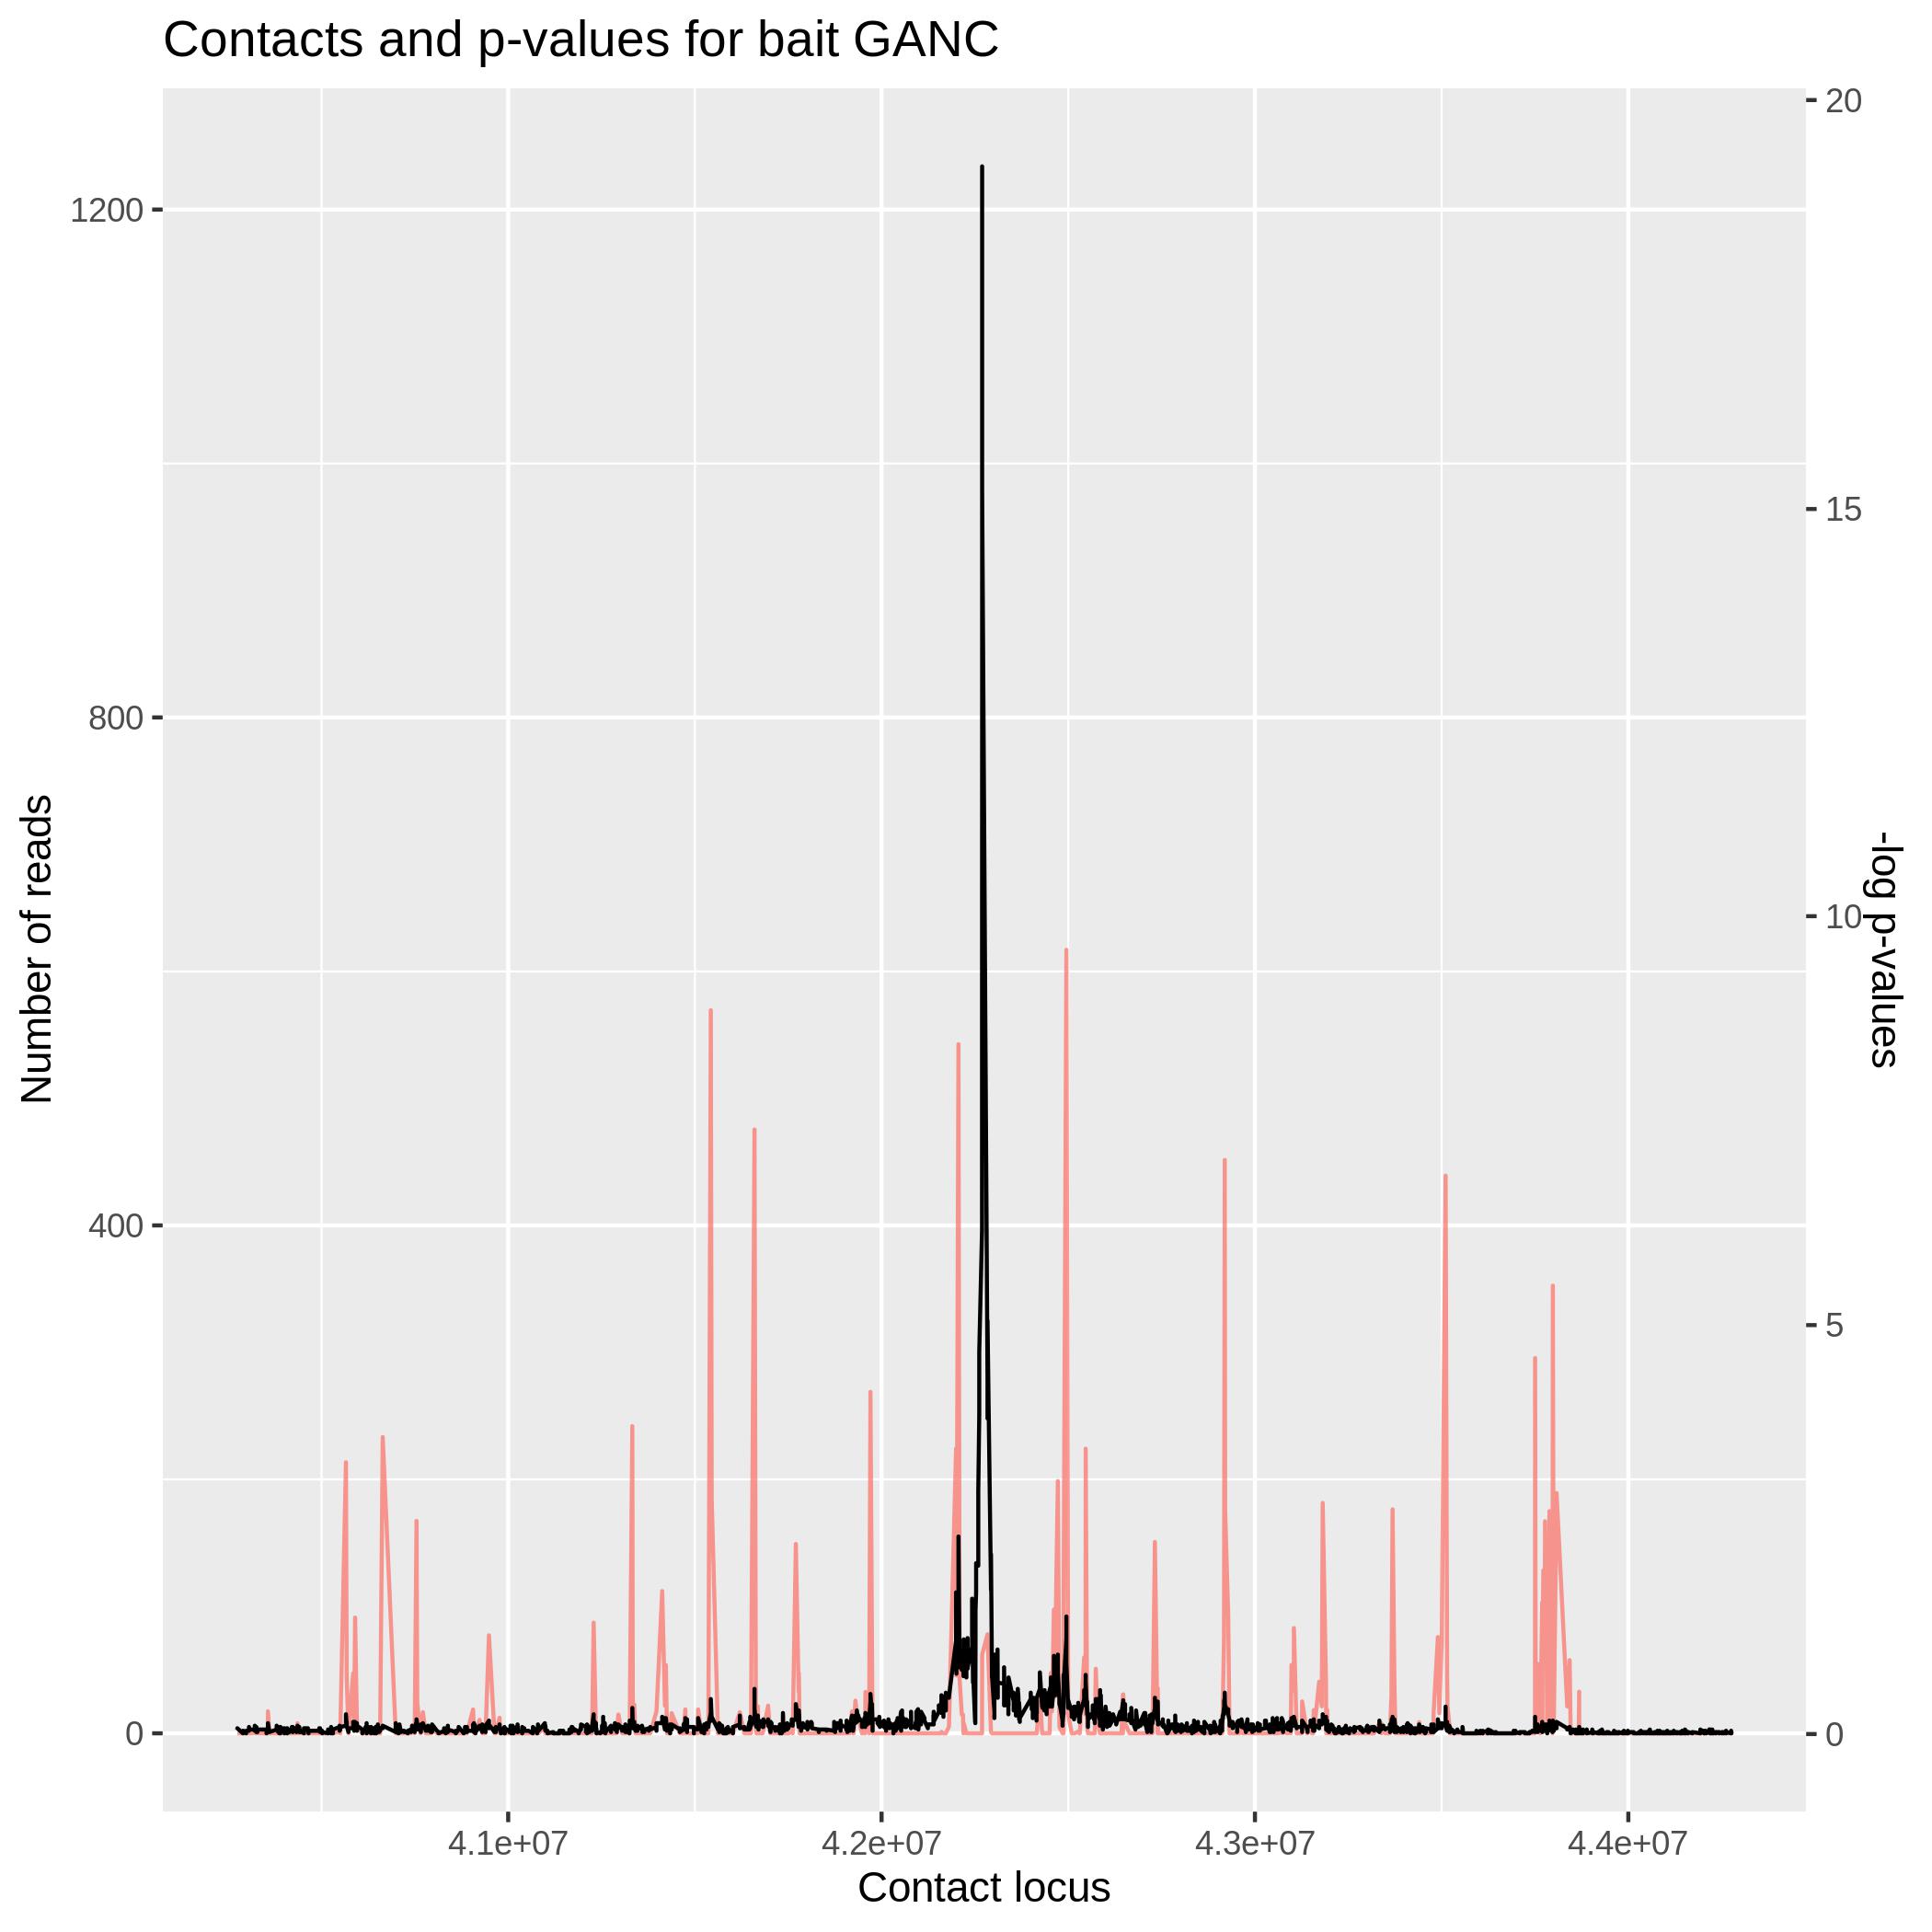 Contacts and p-values for bait GANC
Number of reads
1200
800
400
0
20
15
10
5
0
-log p-values
4.1e+07
4.2e+07
4.3e+07
4.4e+07
Contact locus